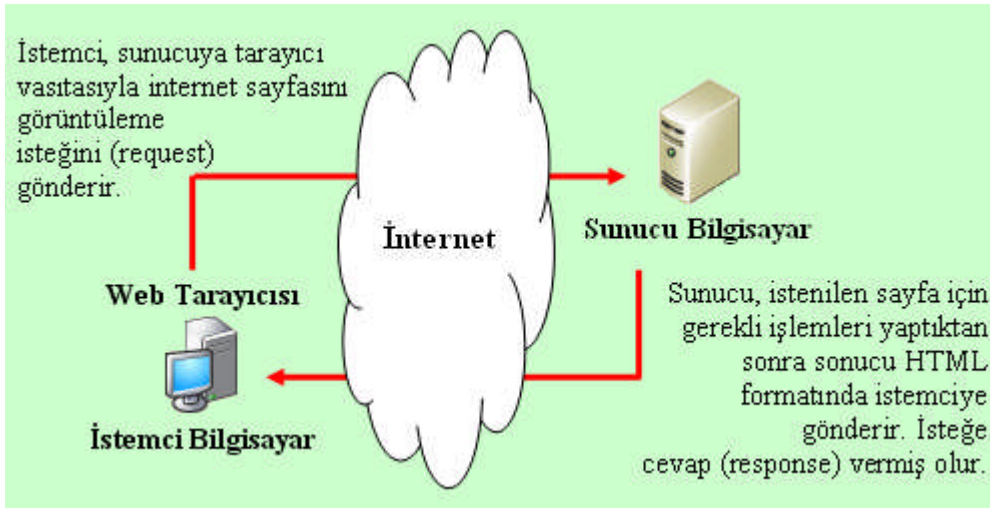 İstemci, sunucuya tarayıcı
vasıtasıyla internet sayfasını
görüntüleme
isteğini (request)
gönderir.
İnternet
Sunucu Bilgisayar
Web Tarayıcısı
İstemci Bilgisayar
Sunucu, istenilen sayfa için
gerekli işlemleri yaptıktan
sonra sonucu HTML
formatında istemciye
gönderir. İsteğe
cevap (response) vermiş olur.